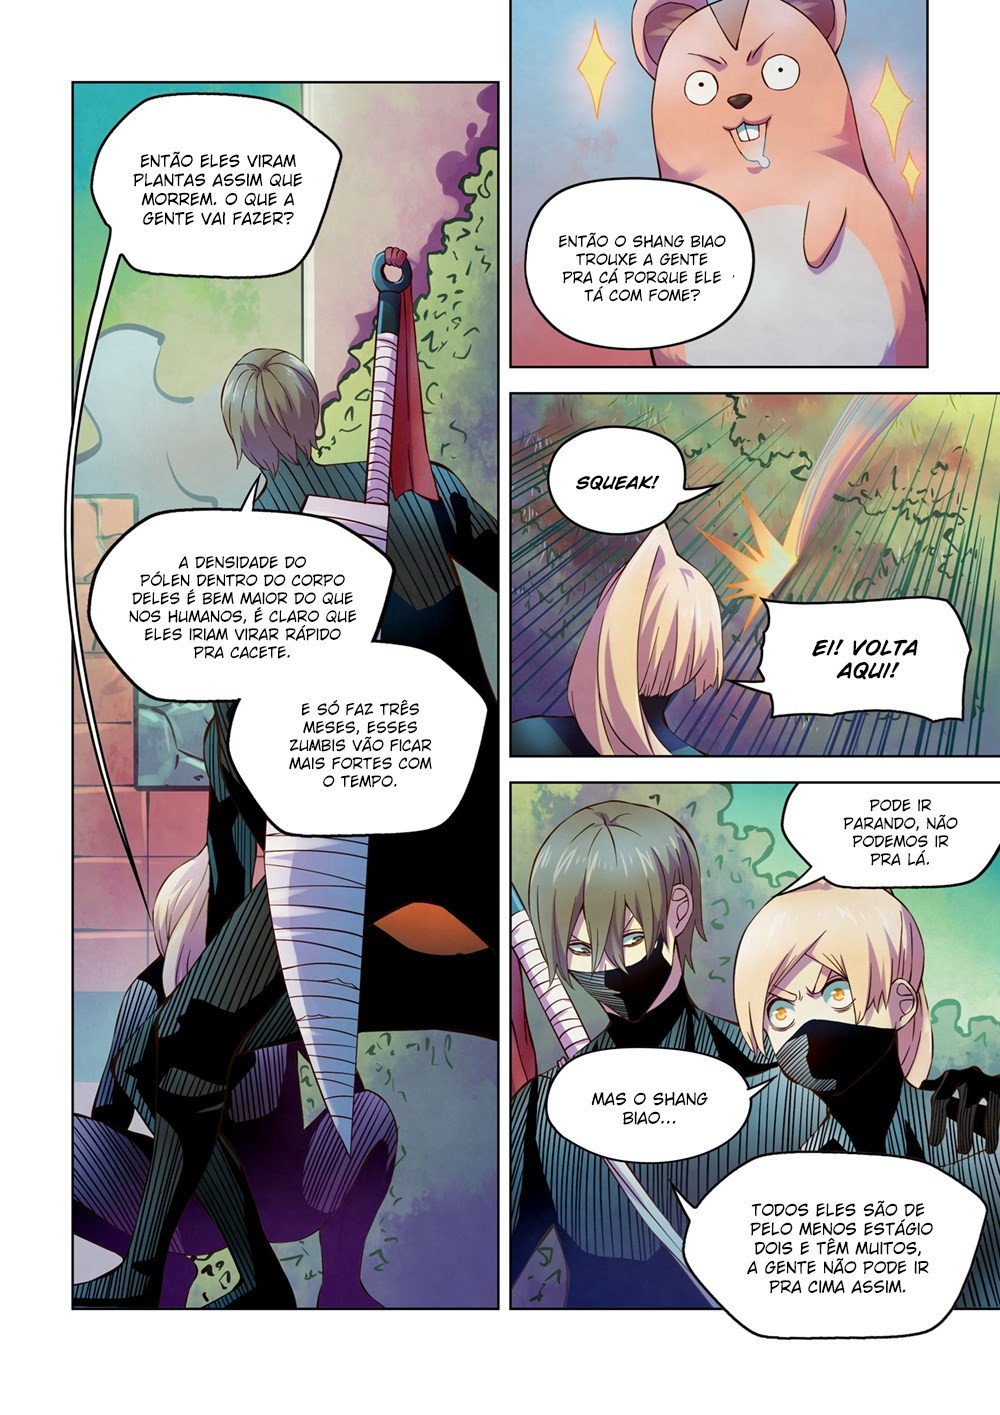 ENTÃO ELES VIRAM
PLANTAS ASSIM QUE
MORREM. O QUE A
GENTE VAI FAZER?
A DENSIDADE DO
PÓLEN DENTRO DO CORPO
DELES É BEM MAIOR DO QUE
NOS HUMANOS, É CLARO QUE
ELES IRIAM VIRAR RÁPIDO
PRA CACETE.
E SÓ FAZ TRÊS
MESES, ESSES
ZUMBIS VÃO FICAR
MAIS FORTES COM
O TEMPO.
ENTÃO O SHANG BIAO
TROUXE A GENTE
PRA CÁ PORQUE ELE
TÁ COM FOME?
SQUEAK!
EI! VOLTA
AQUI!
PODE IR
PARANDO, NÃO
PODEMOS IR
PRA LÁ.
MAS O SHANG
BIAO...
TODOS ELES SÃO DE
PELO MENOS ESTÁGIO
DOIS E TÊM MUITOS,
A GENTE NÃO PODE IR
PRA CIMA ASSIM.